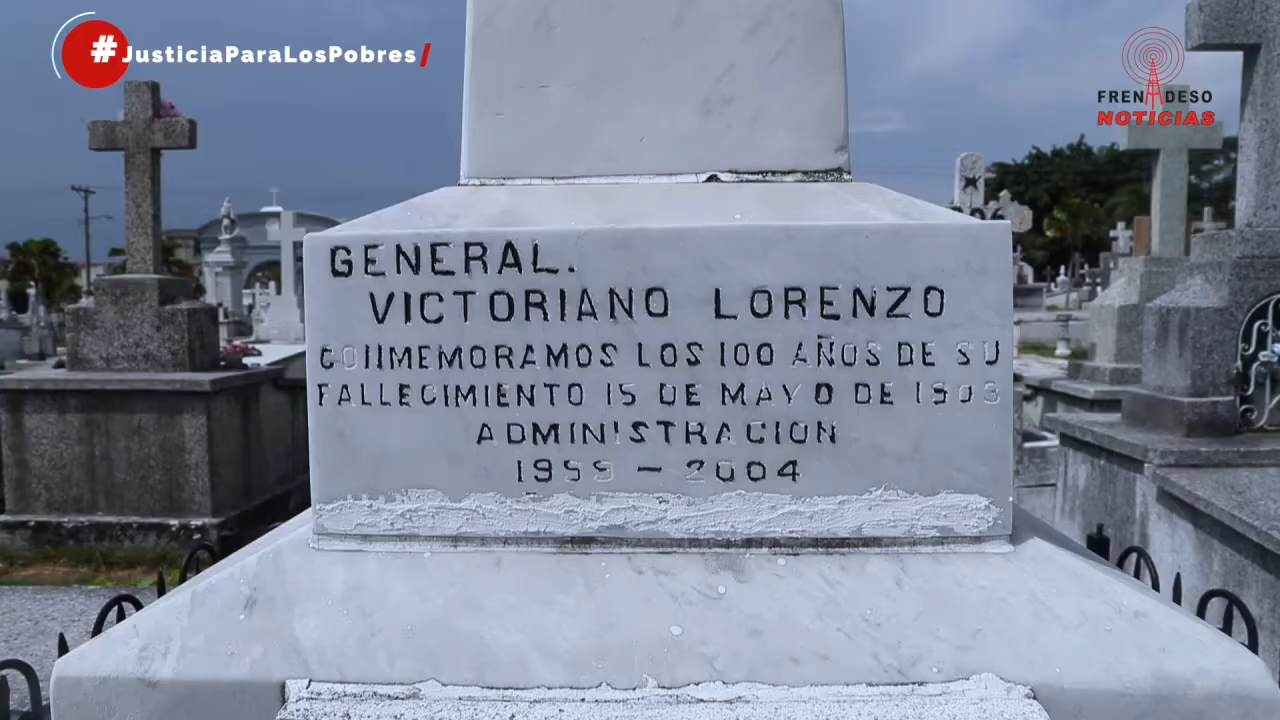 #JusticiaParaLosPobres/
FRENADESO
NOTICIAS
GENERAL.
VICTORIANO LORENZO
CONMEMORAMOS LOS 100 AÑOS DE SU
FALLECIMIENTO 15 DE MAYO DE 1903
ADMINISTRACION
1999 - 2004